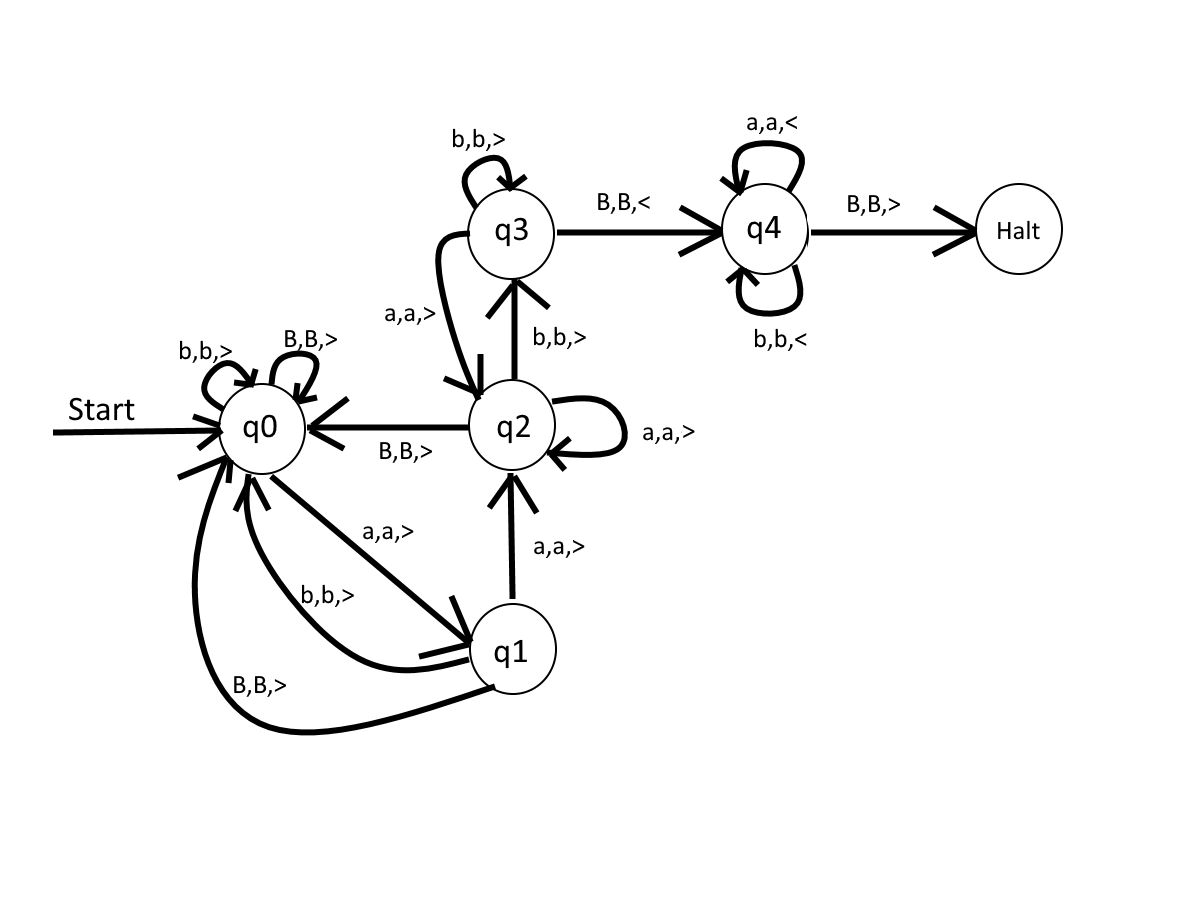 a,a,<
b,b,>
B,B,<
B,B,>
q3
q4
Halt
a,a,>
b,b,>
b,b,<
b,b,>
B,B,>
Start
q0
q2
a,a,>
B,B,>
a,a,>
a,a,>
b,b,>
q1
B,B,>